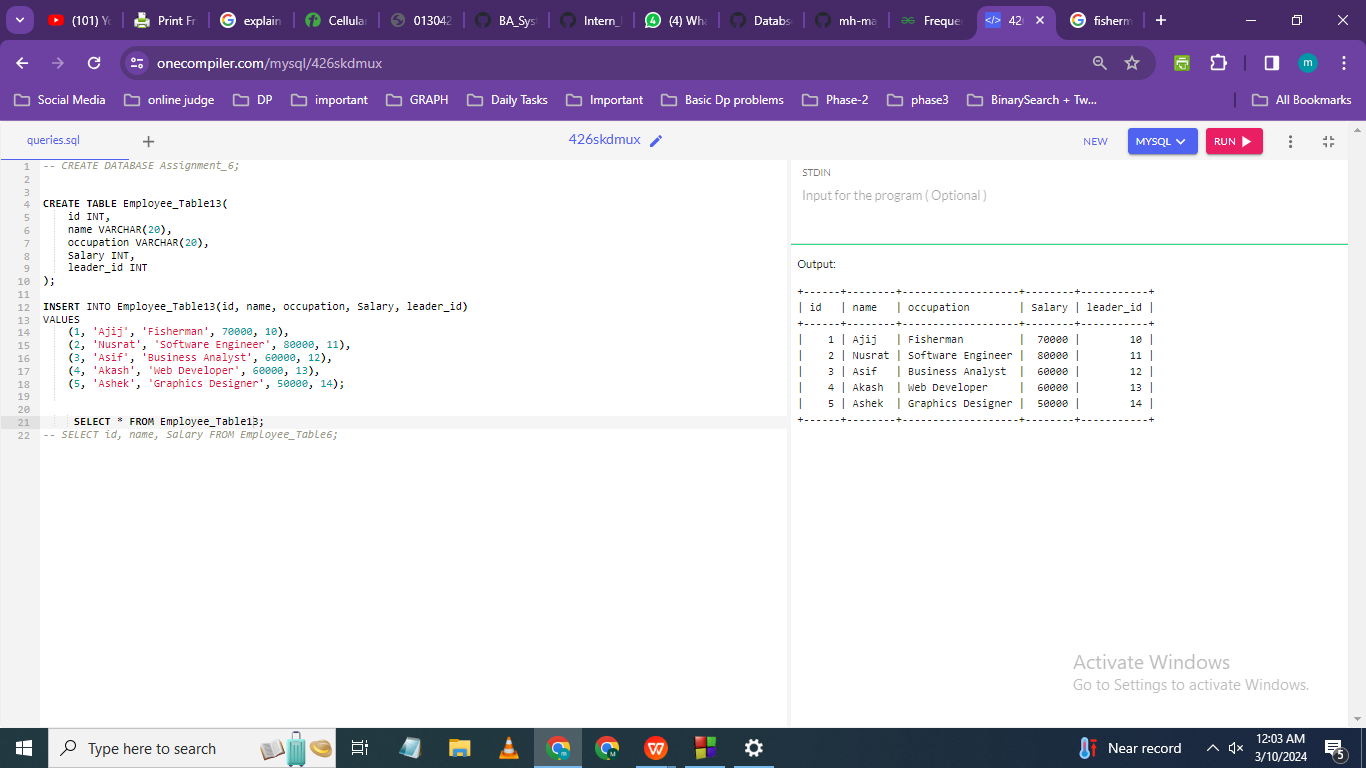 (101) Yo
Print Fr
explain
Cellular
013042
BA_Sys
Intern_
(4) Wha
Databs
mh-ma
Freque
426
fisherm
onecompiler.com/mysql/426skdmux
m
Social Media
online judge
DP
important
GRAPH
Daily Tasks
Important
Basic Dp problems
Phase-2
phase3
BinarySearch + Tw...
All Bookmarks
queries.sql
+
426skdmux
NEW
MYSQL
RUN
1 -- CREATE DATABASE Assignment_6;
2
3
4 CREATE TABLE Employee_Table13(
5 id INT,
6 name VARCHAR(20),
7 occupation VARCHAR(20),
8 Salary INT,
9 leader_id INT
10 );
11
12 INSERT INTO Employee_Table13(id, name, occupation, Salary, leader_id)
13 VALUES
14 (1, 'Ajij', 'Fisherman', 70000, 10),
15 (2, 'Nusrat', 'Software Engineer', 80000, 11),
16 (3, 'Asif', 'Business Analyst', 60000, 12),
17 (4, 'Akash', 'Web Developer', 60000, 13),
18 (5, 'Ashek', 'Graphics Designer', 50000, 14);
19
20
21 SELECT * FROM Employee_Table13;
22 -- SELECT id, name, Salary FROM Employee_Table6;
STDIN
Input for the program ( Optional )
Output:
+------+--------+-------------------+--------+-----------+
| id   | name   | occupation        | Salary | leader_id |
+------+--------+-------------------+--------+-----------+
|    1 | Ajij   | Fisherman         |  70000 |        10 |
|    2 | Nusrat | Software Engineer |  80000 |        11 |
|    3 | Asif   | Business Analyst  |  60000 |        12 |
|    4 | Akash  | Web Developer     |  60000 |        13 |
|    5 | Ashek  | Graphics Designer |  50000 |        14 |
+------+--------+-------------------+--------+-----------+
Activate Windows
Go to Settings to activate Windows.
Type here to search
Near record
12:03 AM
3/10/2024
5